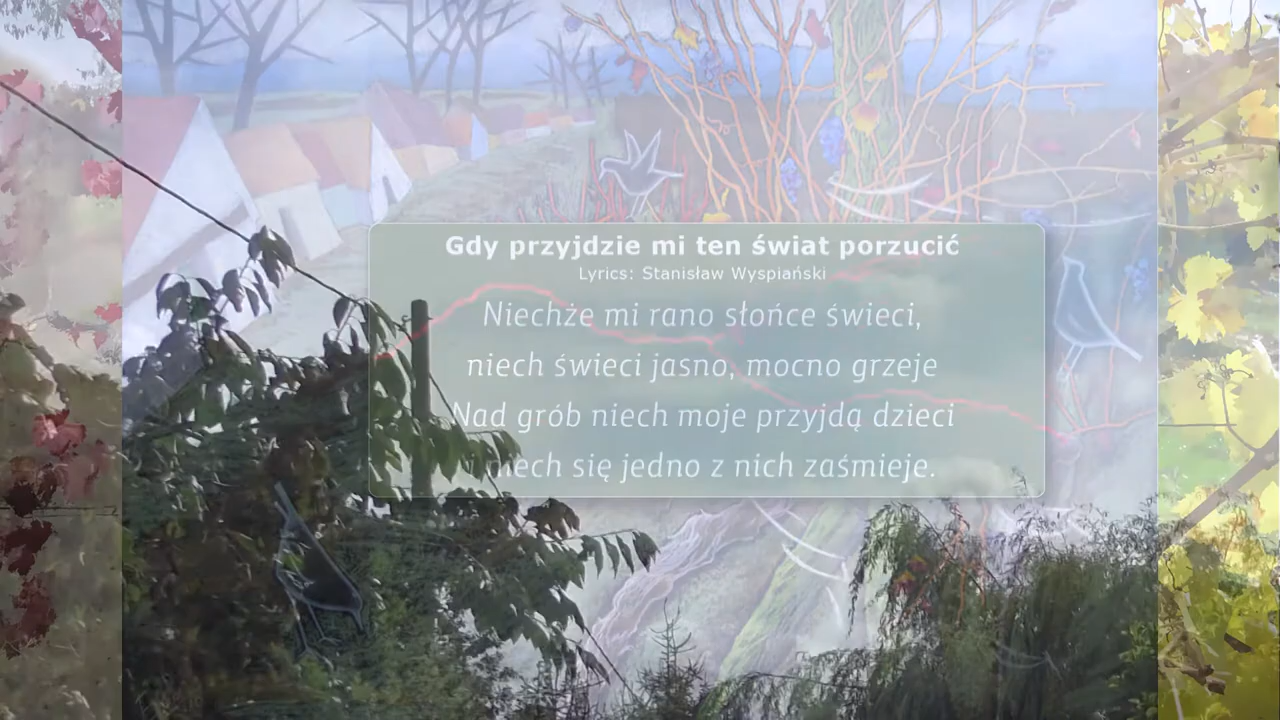 Gdy przyjdzie mi ten świat porzucić
Lyrics: Stanisław Wyspiański
Niechże mi rano słońce świeci,
niech świeci jasno, mocno grzeje
Nad grób niech moje przyjdą dzieci
i niech się jedno z nich zaśmieje.